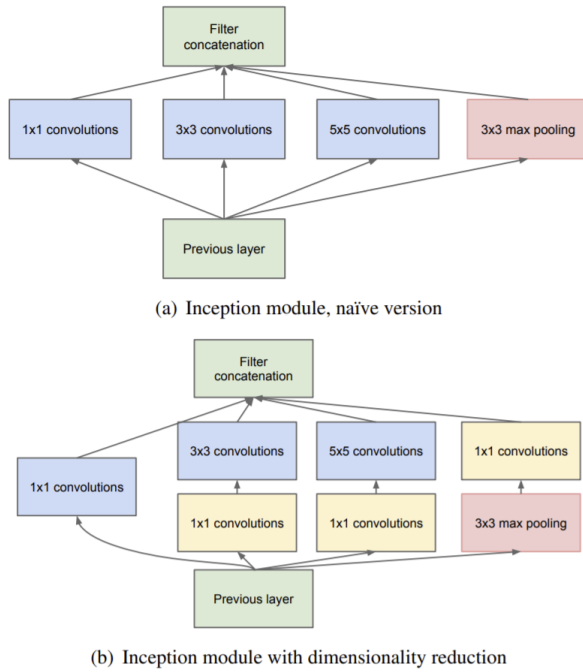 Filter
concatenation
1x1 convolutions
3x3 convolutions
5x5 convolutions
3x3 max pooling
Previous layer
(a) Inception module, naïve version
Filter
concatenation
3x3 convolutions
5x5 convolutions
1x1 convolutions
1x1 convolutions
1x1 convolutions
1x1 convolutions
3x3 max pooling
Previous layer
(b) Inception module with dimensionality reduction